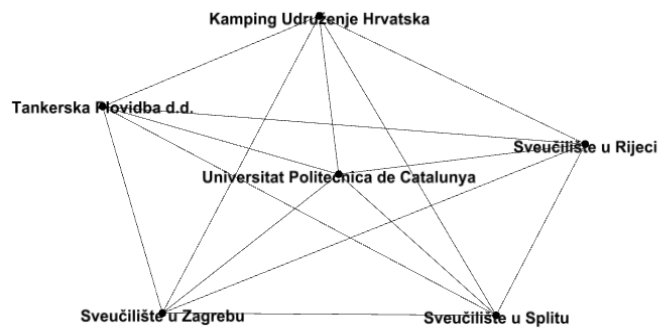 Kamping Udruženje Hrvatska
Tankerska Plovidba d.d.
Sveučilište u Rijeci
Universitat Politecnica de Catalunya
Sveučilište u Zagrebu
Sveučilište u Splitu